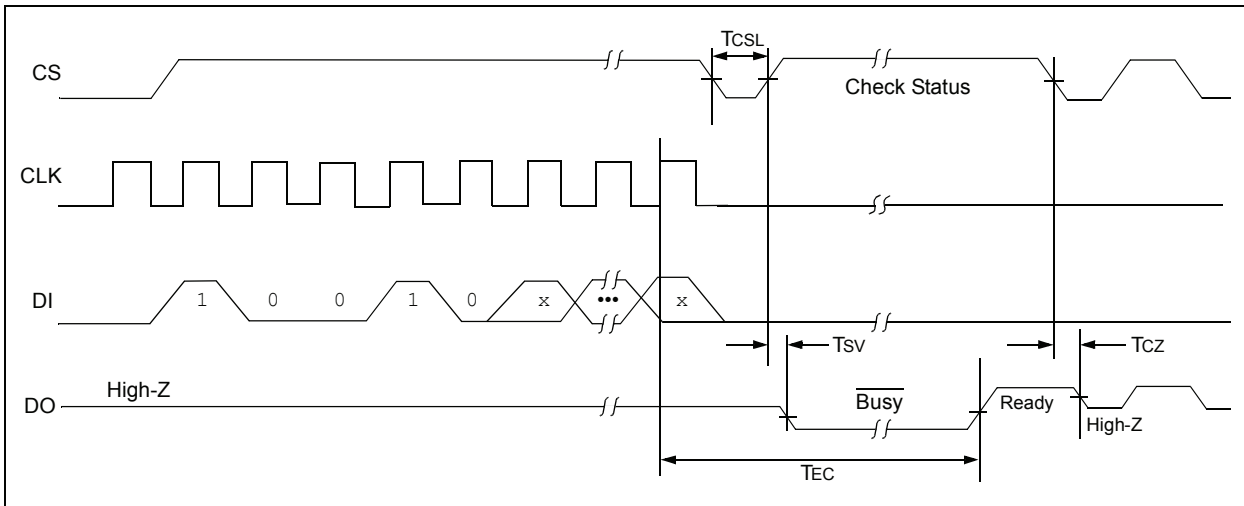 TCSL
CS
Check Status
CLK
DI
1 0 0 1 0 x ••• x
TSV
TCZ
High-Z
DO
Busy
Ready
High-Z
TEC